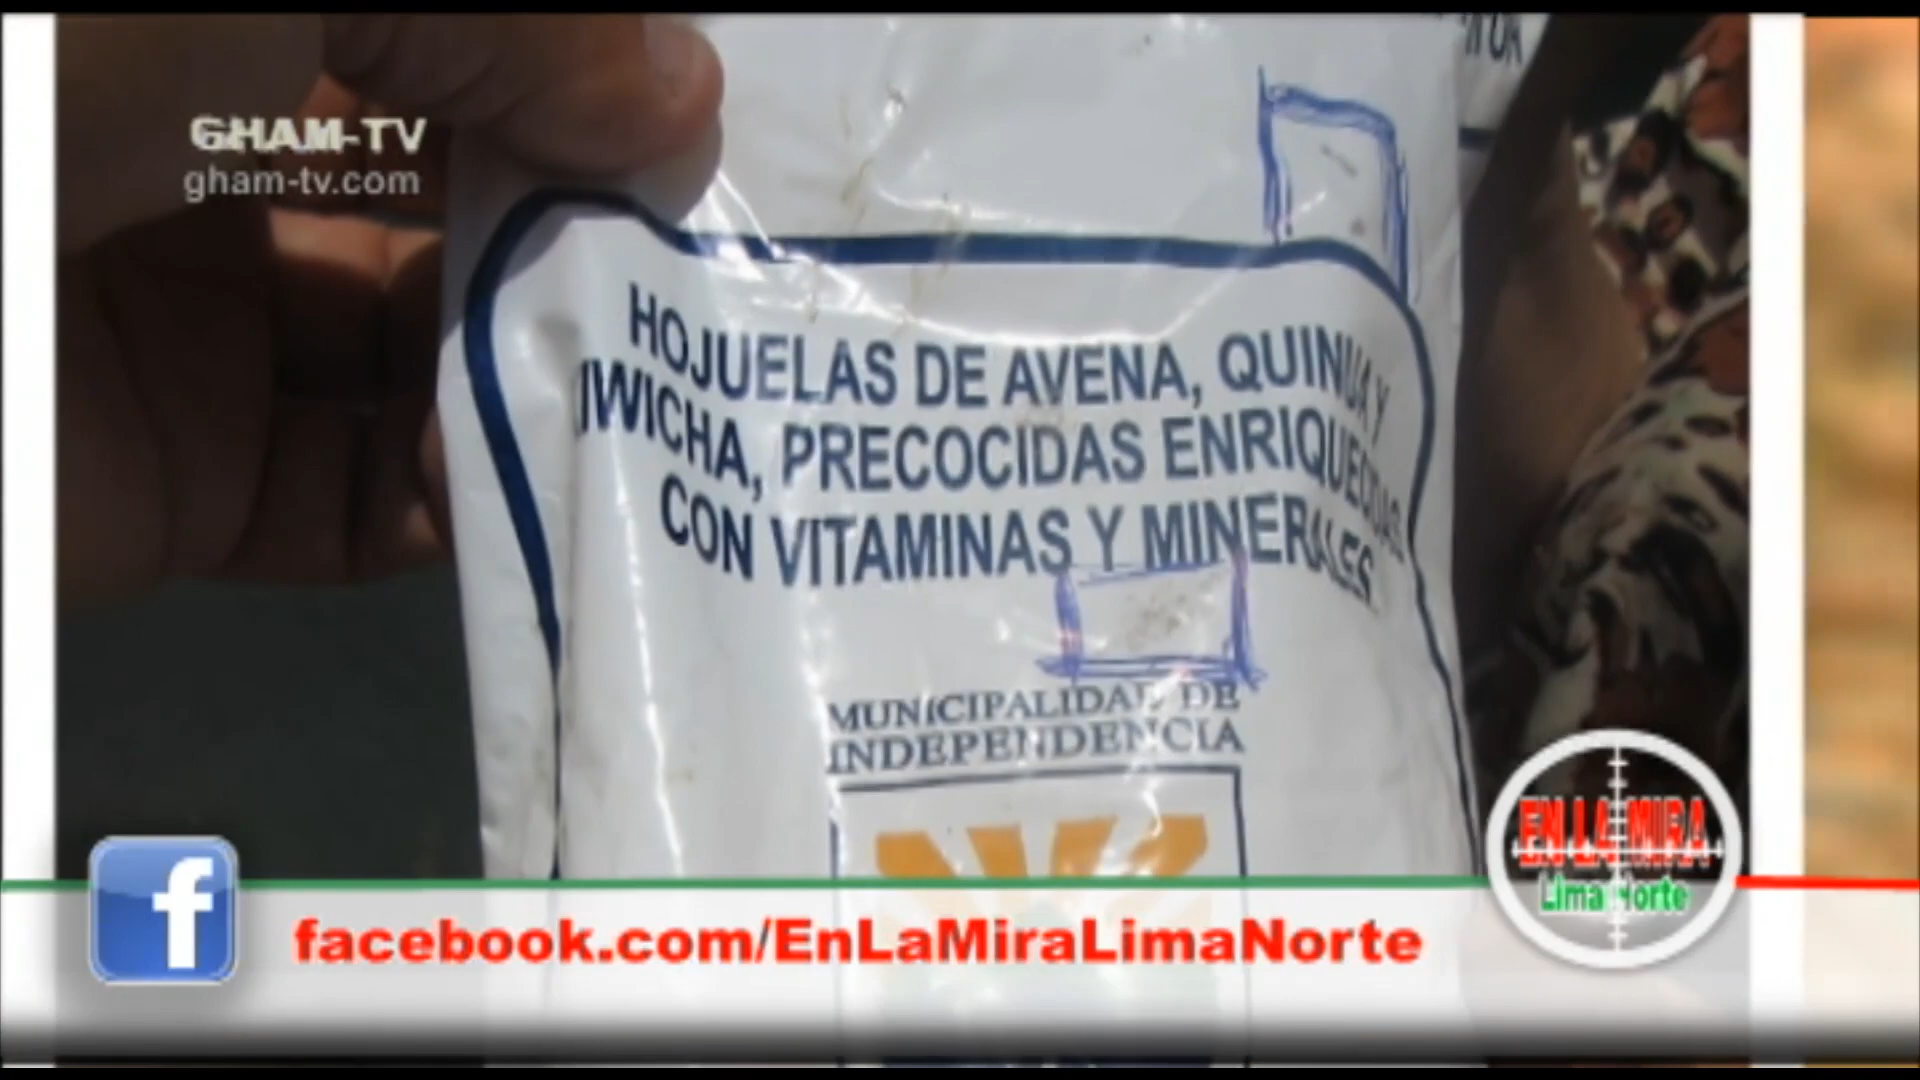 GHAM-TV
gham-tv.com
HOJUELAS DE AVENA, QUINUA Y
IWICHA, PRECOCIDAS ENRIQUECIDAS
CON VITAMINAS Y MINERALES
MUNICIPALIDAD DE
INDEPENDENCIA
EN LA MIRA
Lima Norte
f
facebook.com/EnLaMiraLimaNorte